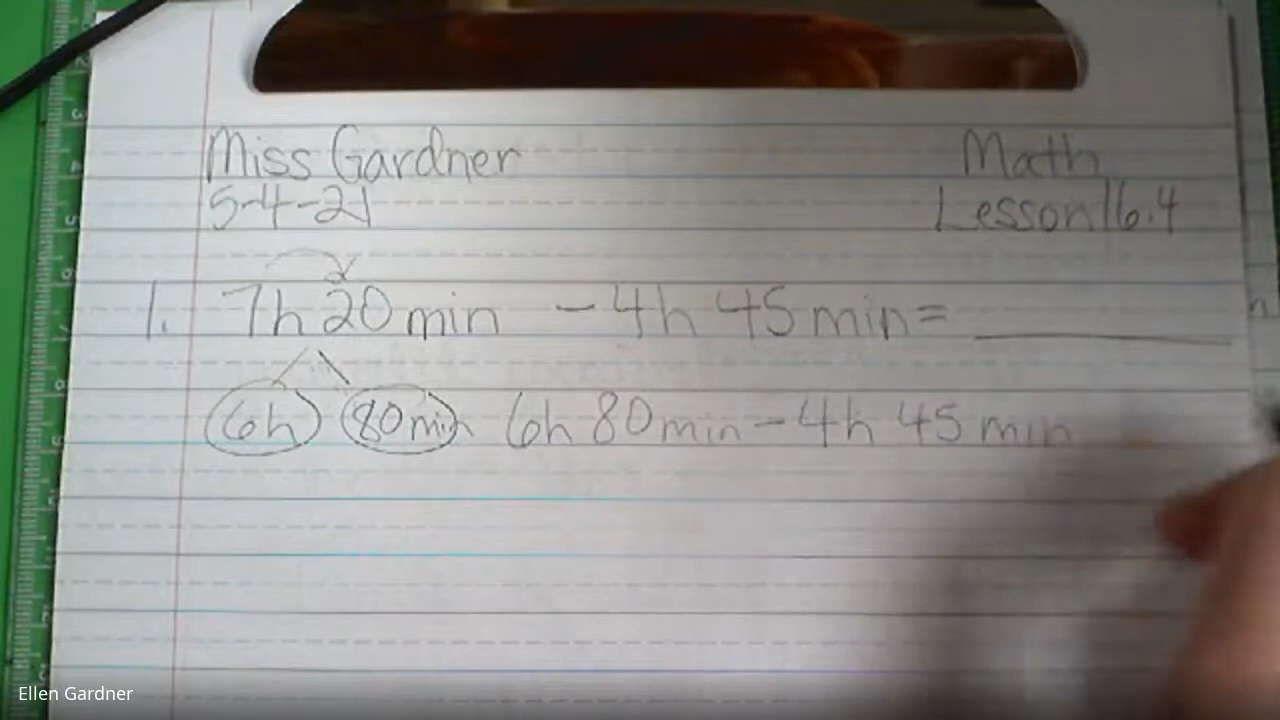 Miss Gardner Math
5-4-21 Lesson 16.4
1. 7h 20 min - 4h 45 min = ________
6h 80 min 6h 80 min - 4h 45 min
Ellen Gardner